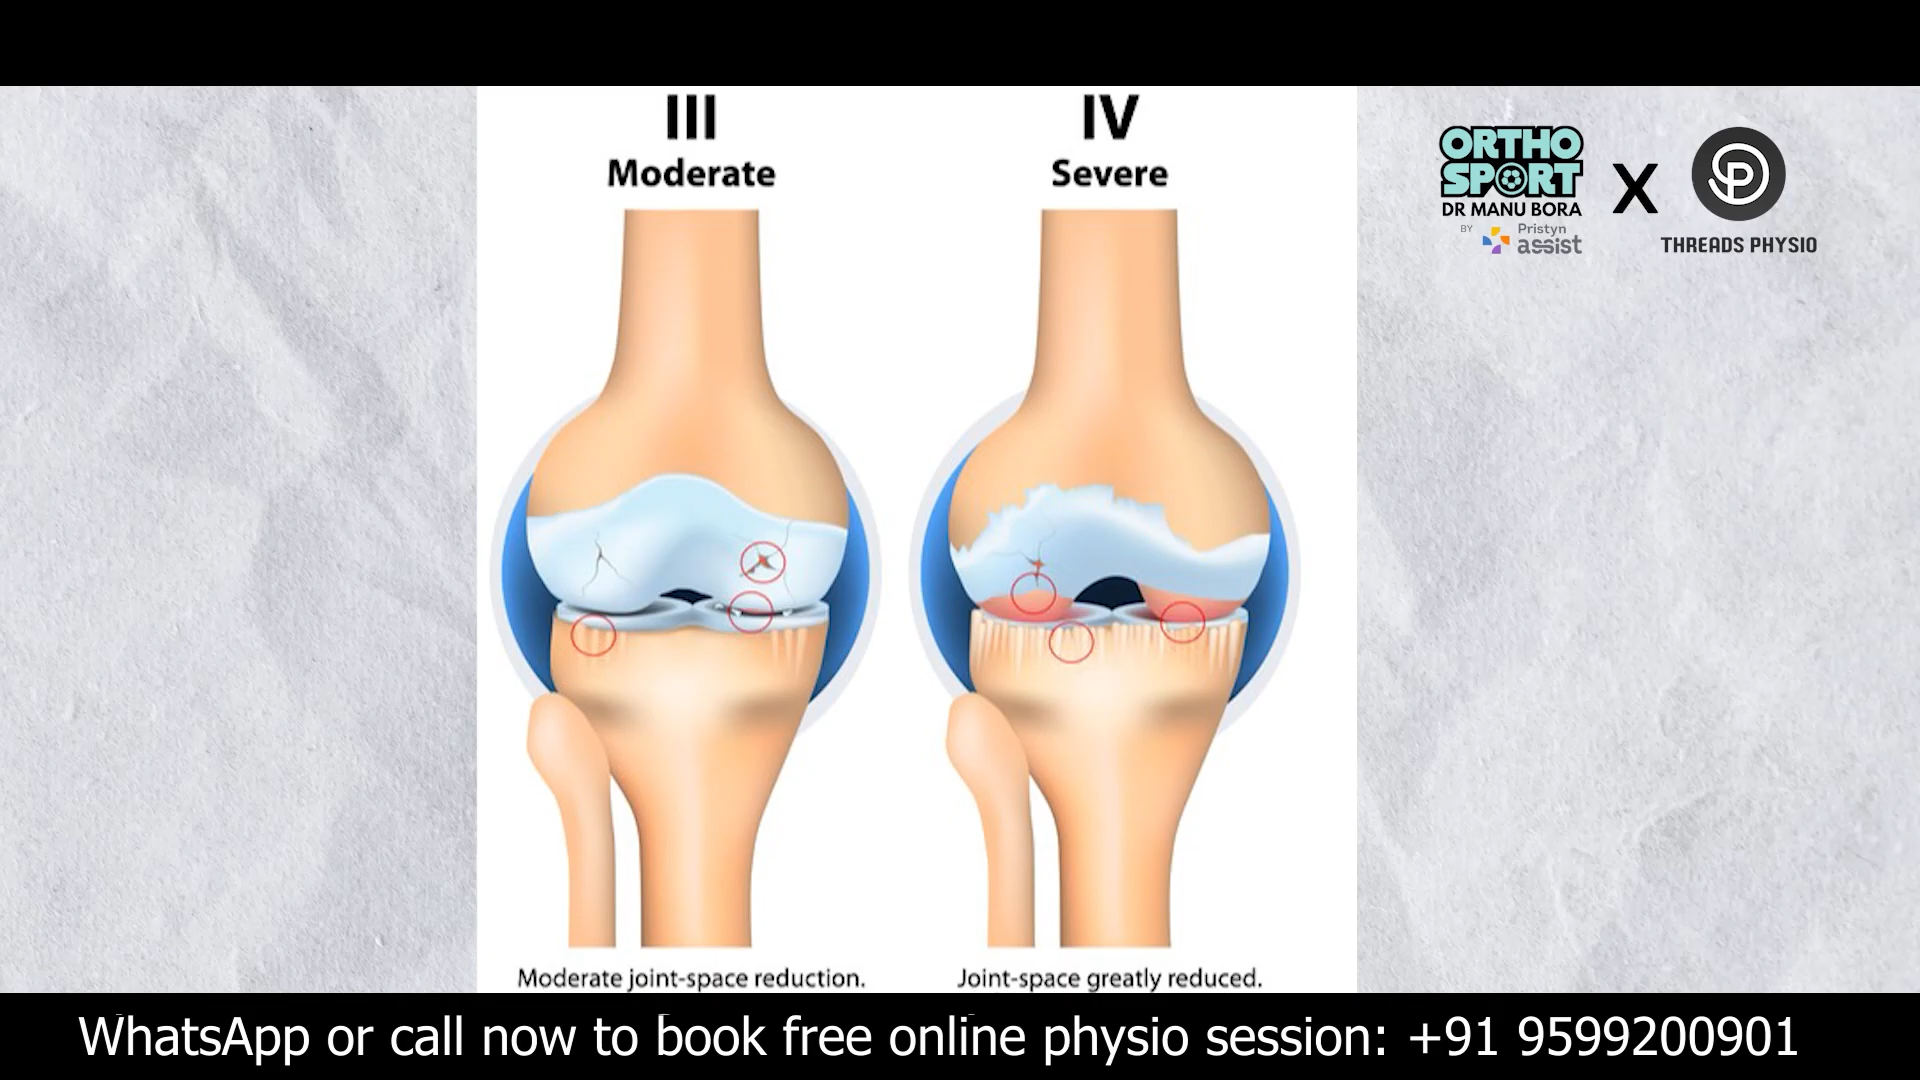 III
Moderate
IV
Severe
ORTHO
SPORT
DR MANU BORA
BY Pristyn
assist
X
THREADS PHYSIO
Moderate joint-space reduction.
Joint-space greatly reduced.
WhatsApp or call now to book free online physio session: +91 9599200901